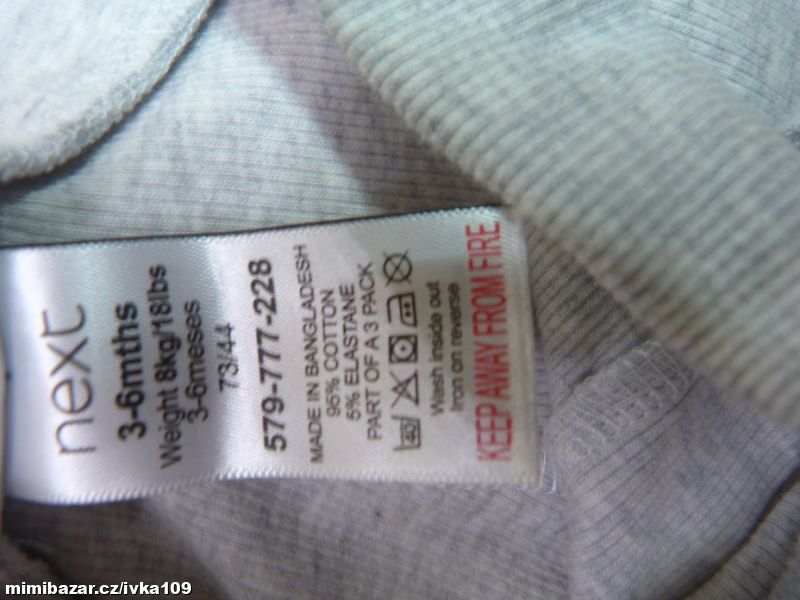 next
3-6mths
Weight 8kg/18lbs
3-6meses
73/44
579-777-228
MADE IN BANGLADESH
95% COTTON
5% ELASTANE
PART OF A 3 PACK
40
Wash inside out
Iron on reverse
KEEP AWAY FROM FIRE
mimibazar.cz/ivka109